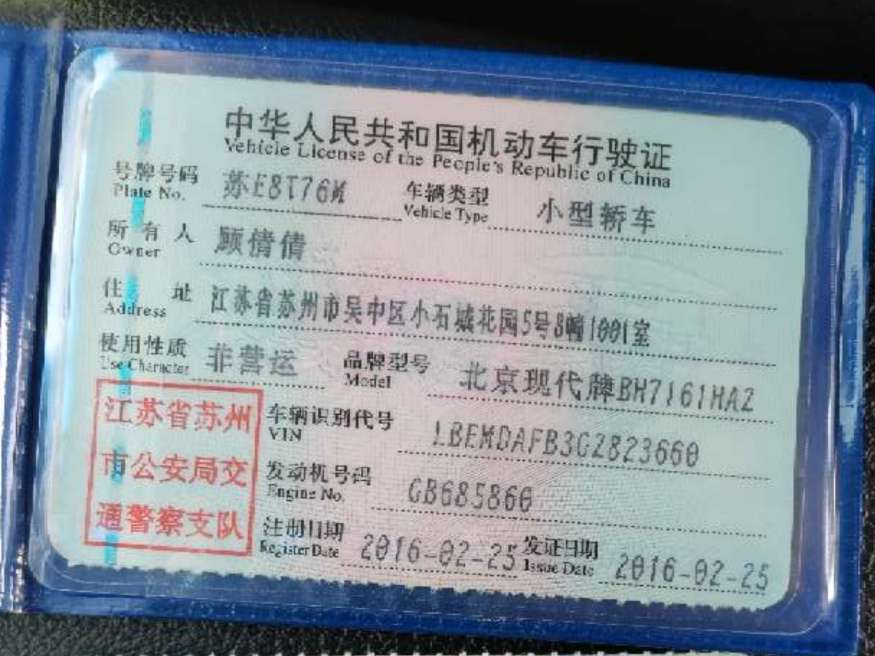 中华人民共和国机动车行驶证
Vehicle License of the People's Republic of China
号牌号码 苏E8T76M 车辆类型 小型轿车
Plate No. Vehicle Type
所有人 顾倩倩
Owner
住址 江苏省苏州市吴中区小石城花园5号8幢1001室
Address
使用性质 非营运 品牌型号 北京现代牌BH7161HAZ
Use Character Model
江苏省苏州 车辆识别代号 LBEMDAFB3GZ823660
VIN
市公安局交 发动机号码 GB685860
Engine No.
通警察支队 注册日期 2016-02-25 发证日期 2016-02-25
Register Date Issue Date